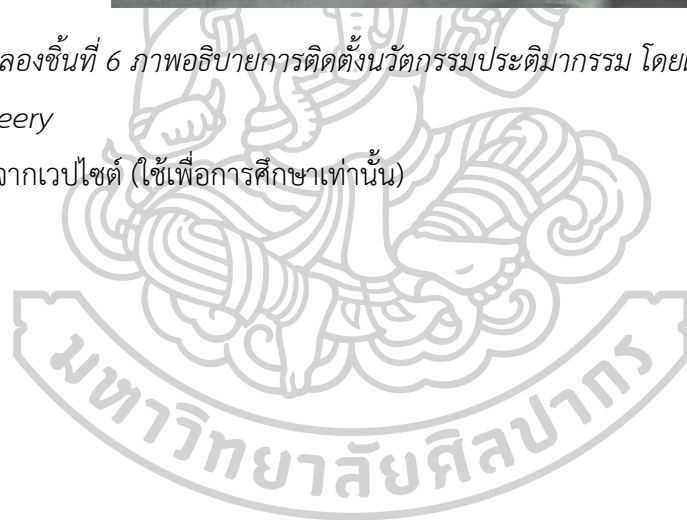 ลองชิ้นที่ 6 ภาพอธิบายการติดตั้งนวัตกรรมประติมากรรม โดย
eery
จากเวปไซต์ (ใช้เพื่อการศึกษาเท่านั้น)
มหาวิทยาลัยศิลปากร